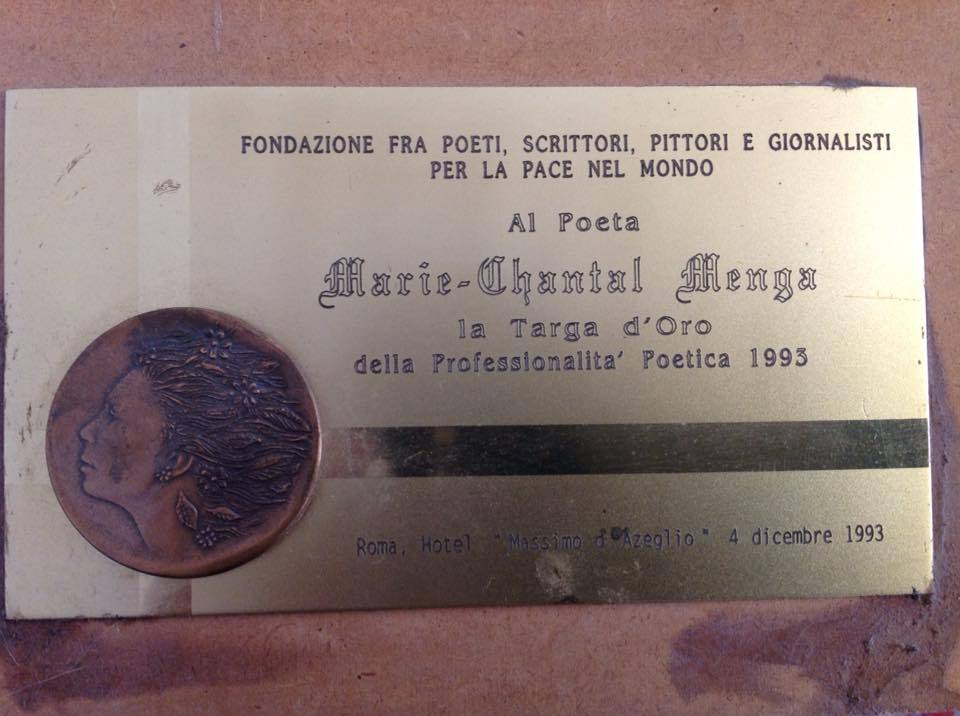 FONDAZIONE FRA POETI, SCRITTORI, PITTORI E GIORNALISTI
PER LA PACE NEL MONDO
Al Poeta
Marie-Chantal Menga
la Targa d'Oro
della Professionalita' Poetica 1993
Roma, Hotel "Massimo d'Azeglio" 4 dicembre 1993